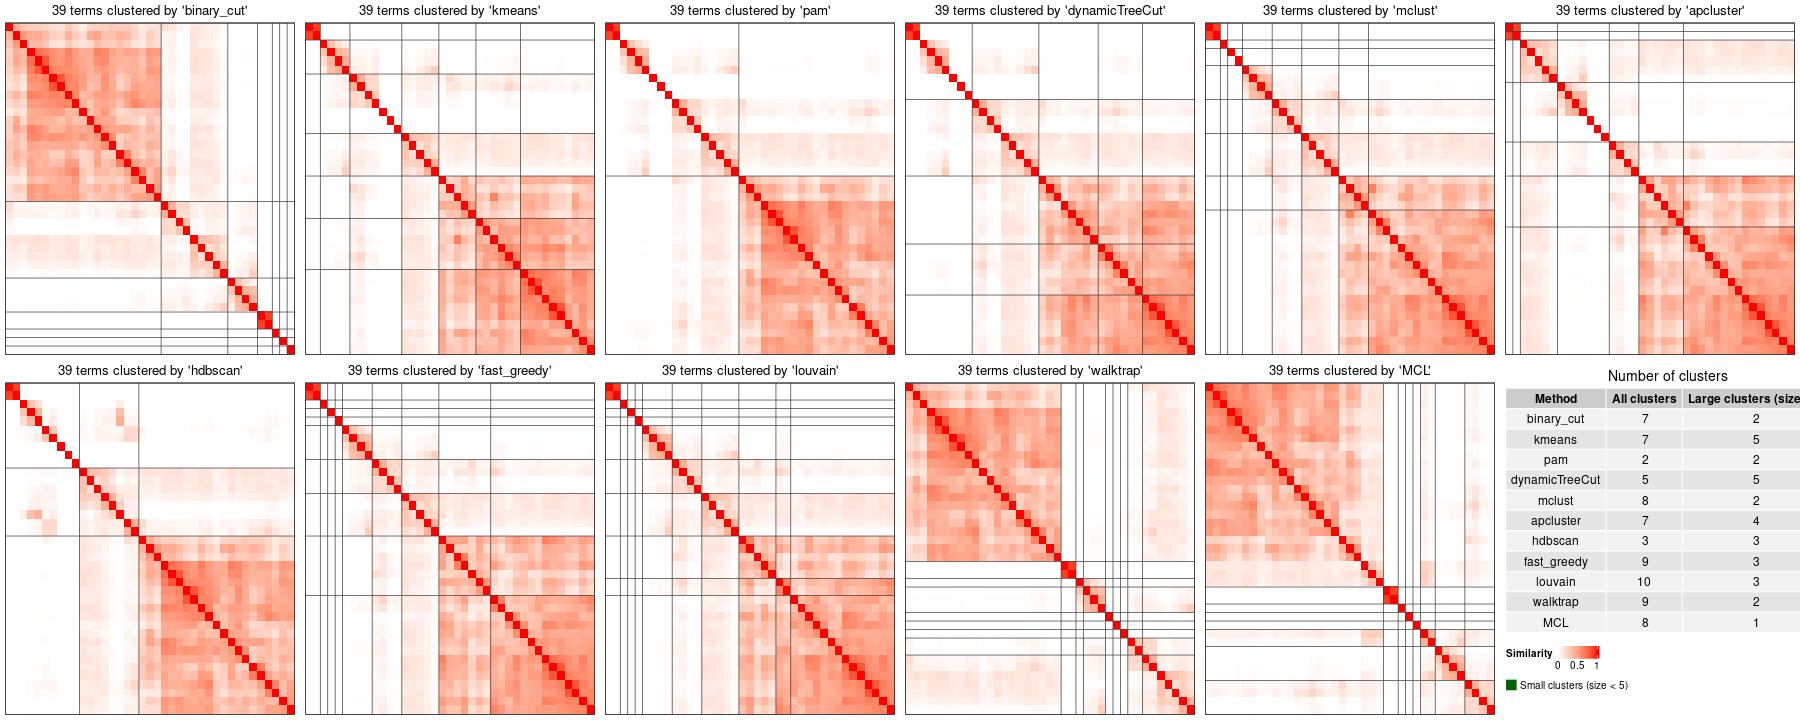 39 terms clustered by 'binary_cut'
39 terms clustered by 'kmeans'
39 terms clustered by 'pam'
39 terms clustered by 'dynamicTreeCut'
39 terms clustered by 'mclust'
39 terms clustered by 'apcluster'
39 terms clustered by 'hdbscan'
39 terms clustered by 'fast_greedy'
39 terms clustered by 'louvain'
39 terms clustered by 'walktrap'
39 terms clustered by 'MCL'
Number of clusters
Method All clusters Large clusters (size
binary_cut 7 2
kmeans 7 5
pam 2 2
dynamicTreeCut 5 5
mclust 8 2
apcluster 7 4
hdbscan 3 3
fast_greedy 9 3
louvain 10 3
walktrap 9 2
MCL 8 1
Similarity
0 0.5 1
Small clusters (size < 5)